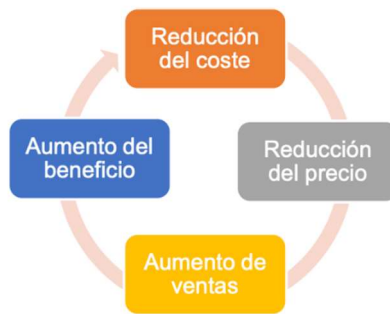 Reducción
del coste
Reducción
del precio
Aumento de
ventas
Aumento del
beneficio